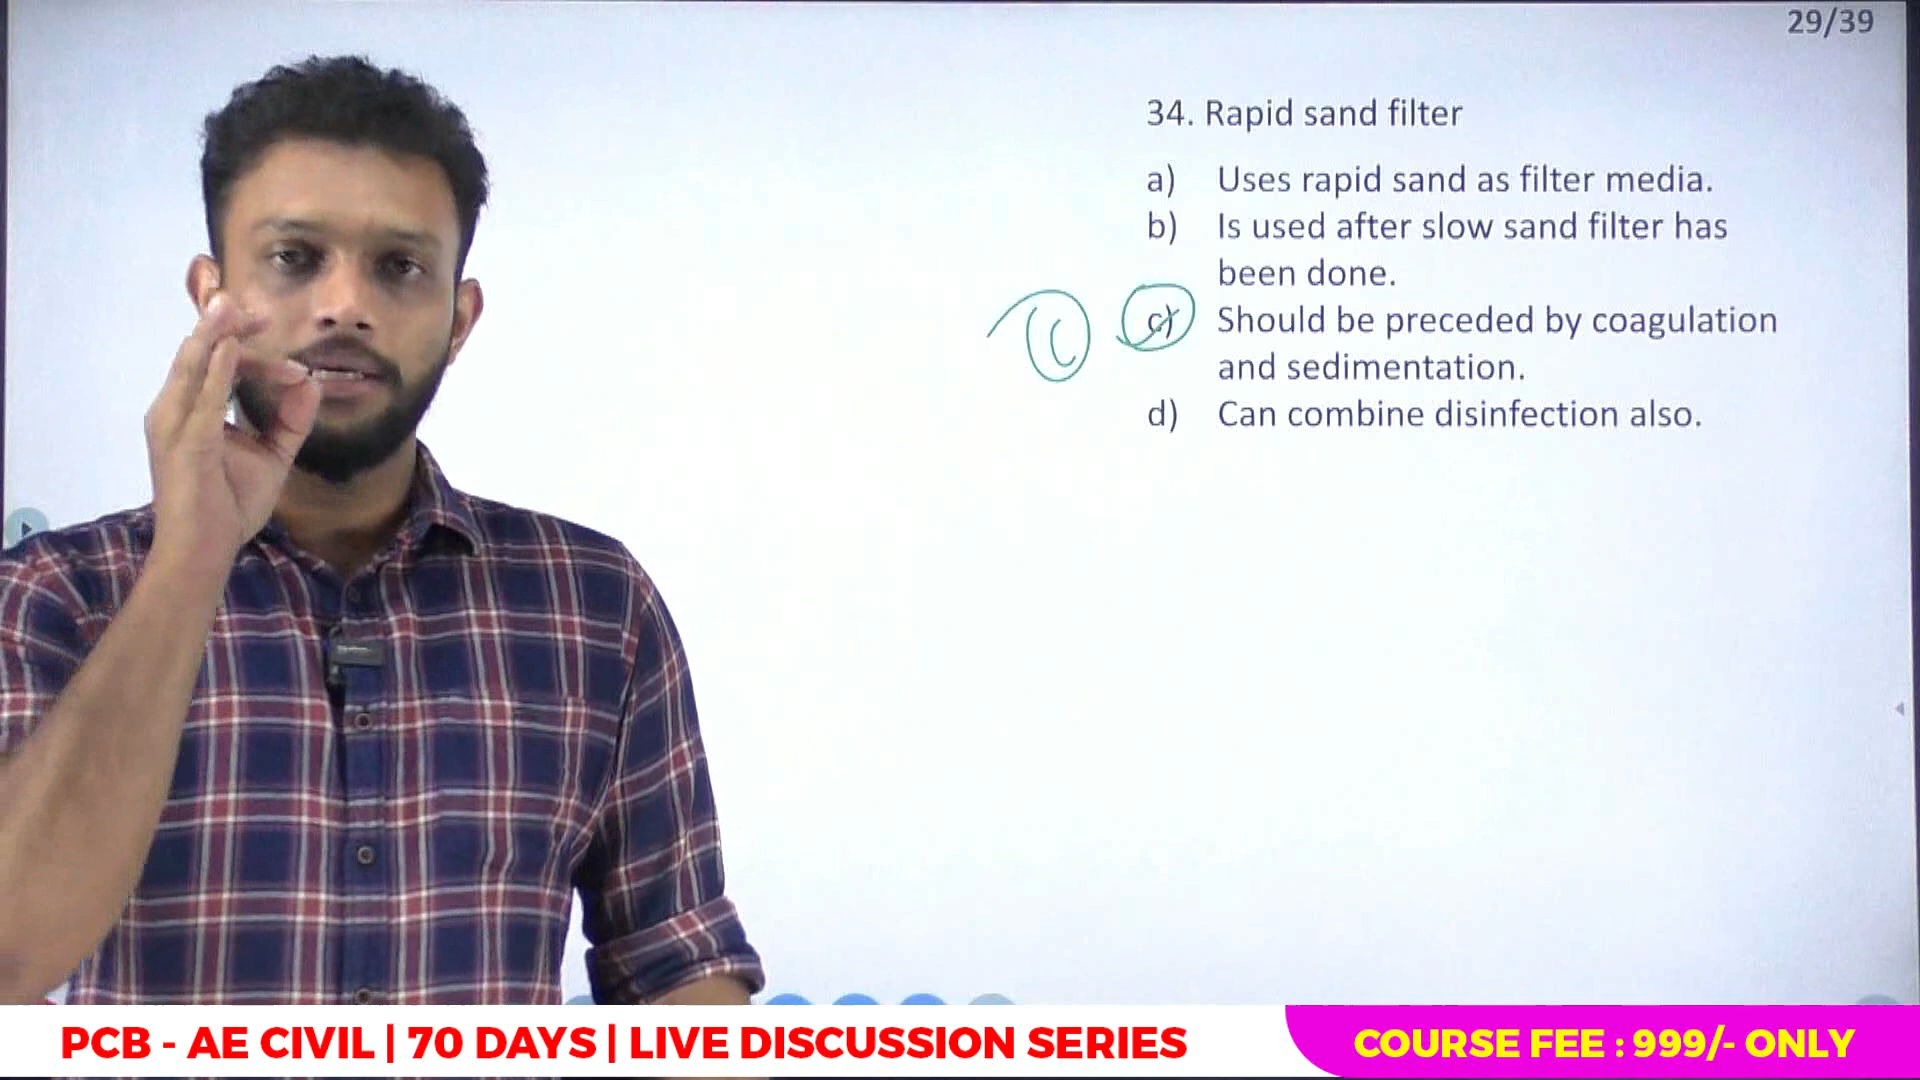 29/39
34. Rapid sand filter
a) Uses rapid sand as filter media.
b) Is used after slow sand filter has
been done.
c) Should be preceded by coagulation
and sedimentation.
d) Can combine disinfection also.
C
PCB - AE CIVIL | 70 DAYS | LIVE DISCUSSION SERIES
COURSE FEE : 999/- ONLY